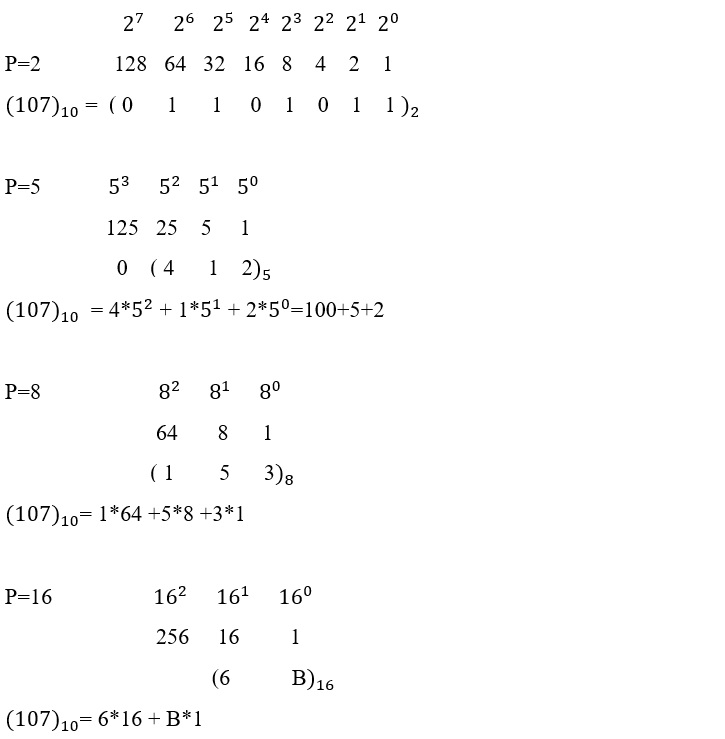 2⁷ 2⁶ 2⁵ 2⁴ 2³ 2² 2¹ 2⁰
P=2 128 64 32 16 8 4 2 1
(107)₁₀ = ( 0 1 1 0 1 0 1 1 )₂
P=5 5³ 5² 5¹ 5⁰
125 25 5 1
0 ( 4 1 2)₅
(107)₁₀ = 4*5² + 1*5¹ + 2*5⁰=100+5+2
P=8 8² 8¹ 8⁰
64 8 1
( 1 5 3)₈
(107)₁₀= 1*64 +5*8 +3*1
P=16 16² 16¹ 16⁰
256 16 1
(6 B)₁₆
(107)₁₀= 6*16 + B*1